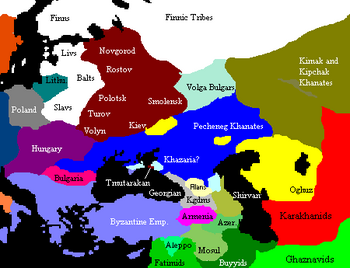 Finns
Finnic Tribes
Livs
Novgorod
Rostov
Kimak and
Kipchak
Khanates
Lithu.
Balts
Volga Bulgars
Poland
Slavs
Polotsk
Smolensk
Turov
Volyn
Kiev
Pecheneg Khanates
Hungary
Khazaria?
Bulgaria
Tmutarakan
Georgian
Kgdms
Alans
Shirvan
Oghuz
Byzantine Emp.
Armenia
Azer.
Karakhanids
Aleppo
Mosul
Fatimids
Buyyids
Ghaznavids